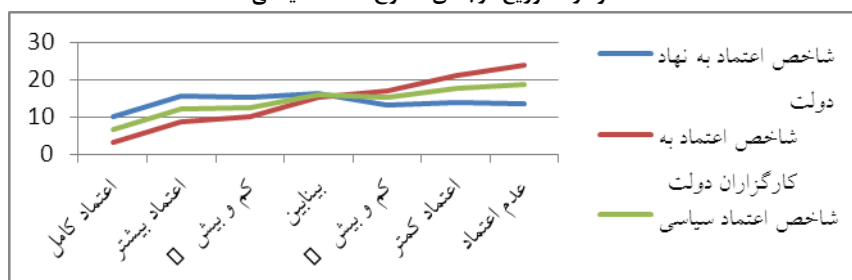 30
20
10
0
اعتماد کامل
اعتماد بیشتر
کم و بیش
بینابین
کم و بیش
اعتماد کمتر
عدم اعتماد
شاخص اعتماد به نهاد
دولت
شاخص اعتماد به
کارگزاران دولت
شاخص اعتماد سیاسی